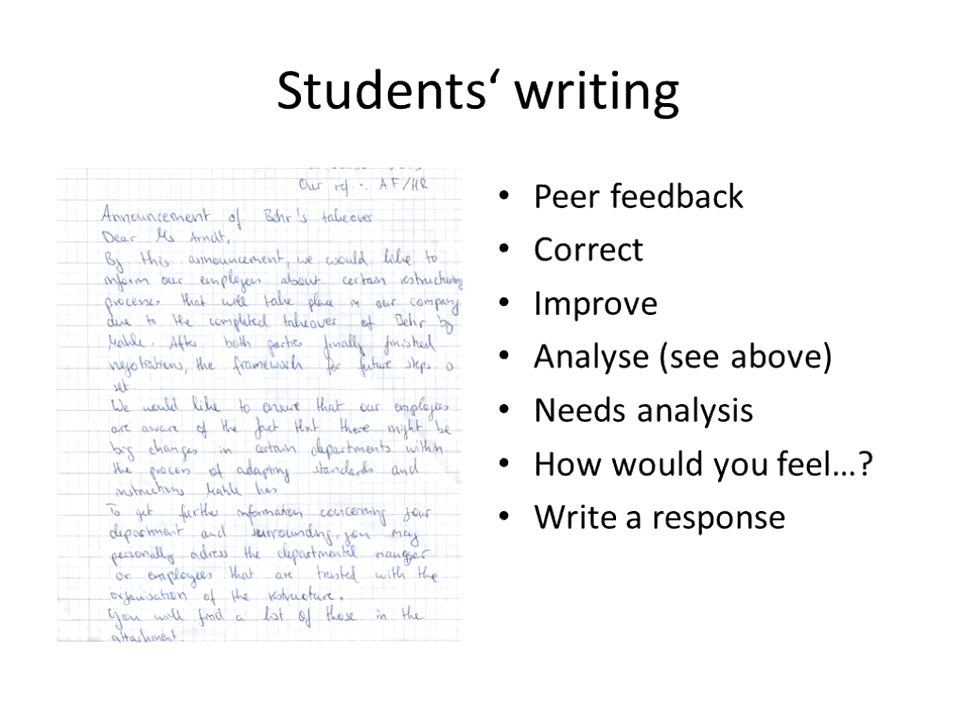 Students‘ writing
Our ref.: AF/HR
Announcement of Behr's takeover
Dear Ms Arndt,
By this announcement, we would like to
inform our employees about certain restructuring
processes that will take place in our company
due to the completed takeover of Behr by
Mahle. After both parties finally finished
negotiations, the framework for future steps is
set
We would like to ensure that our employees
are aware of the fact that there might be
big changes in certain departments within
the process of adapting standards and
instructions Mahle has.
To get further information concerning your
department and surrounding, you may
personally adress the departmental manager
or employees that are trusted with the
organisation of the restructure.
You will find a list of those in the
attachment.
• Peer feedback
• Correct
• Improve
• Analyse (see above)
• Needs analysis
• How would you feel…?
• Write a response